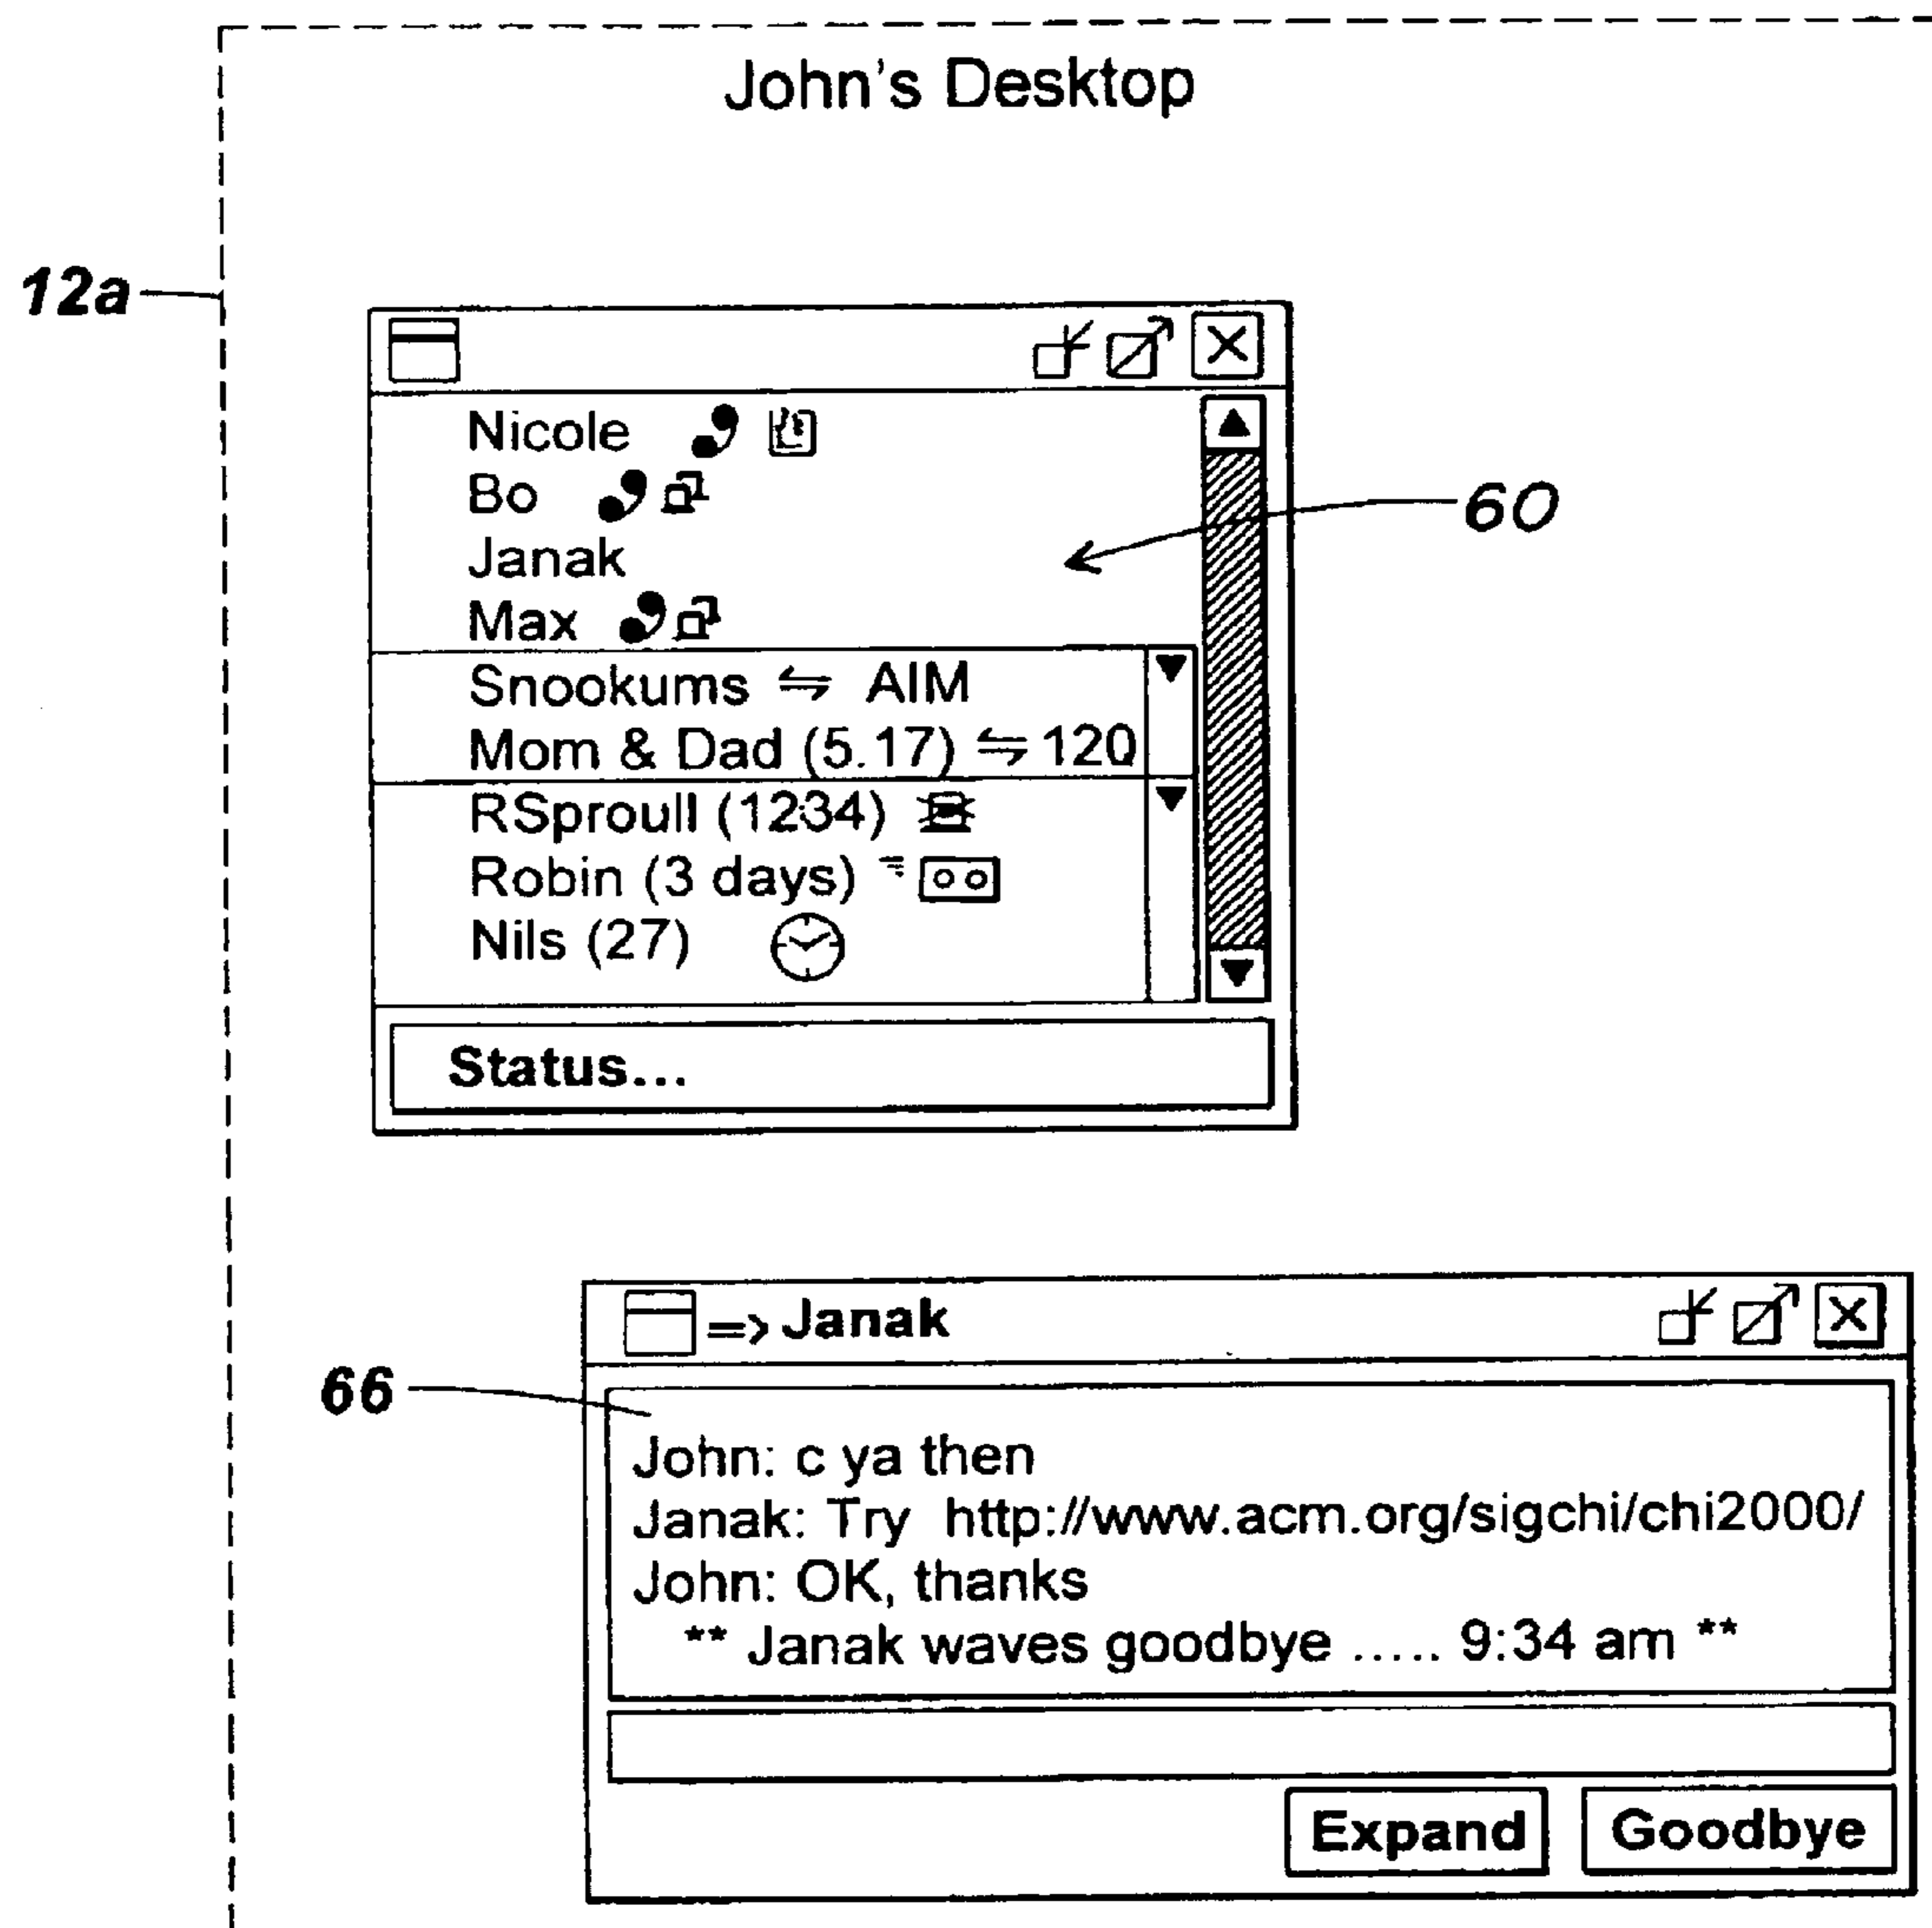 John's Desktop
12a
Nicole
Bo
60
Janak
Max
Snookums ⇋ AIM
Mom & Dad (5.17) ⇋ 120
RSproull (1234)
Robin (3 days)
Nils (27)
Status...
=> Janak
66
John: c ya then
Janak: Try http://www.acm.org/sigchi/chi2000/
John: OK, thanks
** Janak waves goodbye ..... 9:34 am **
Expand Goodbye